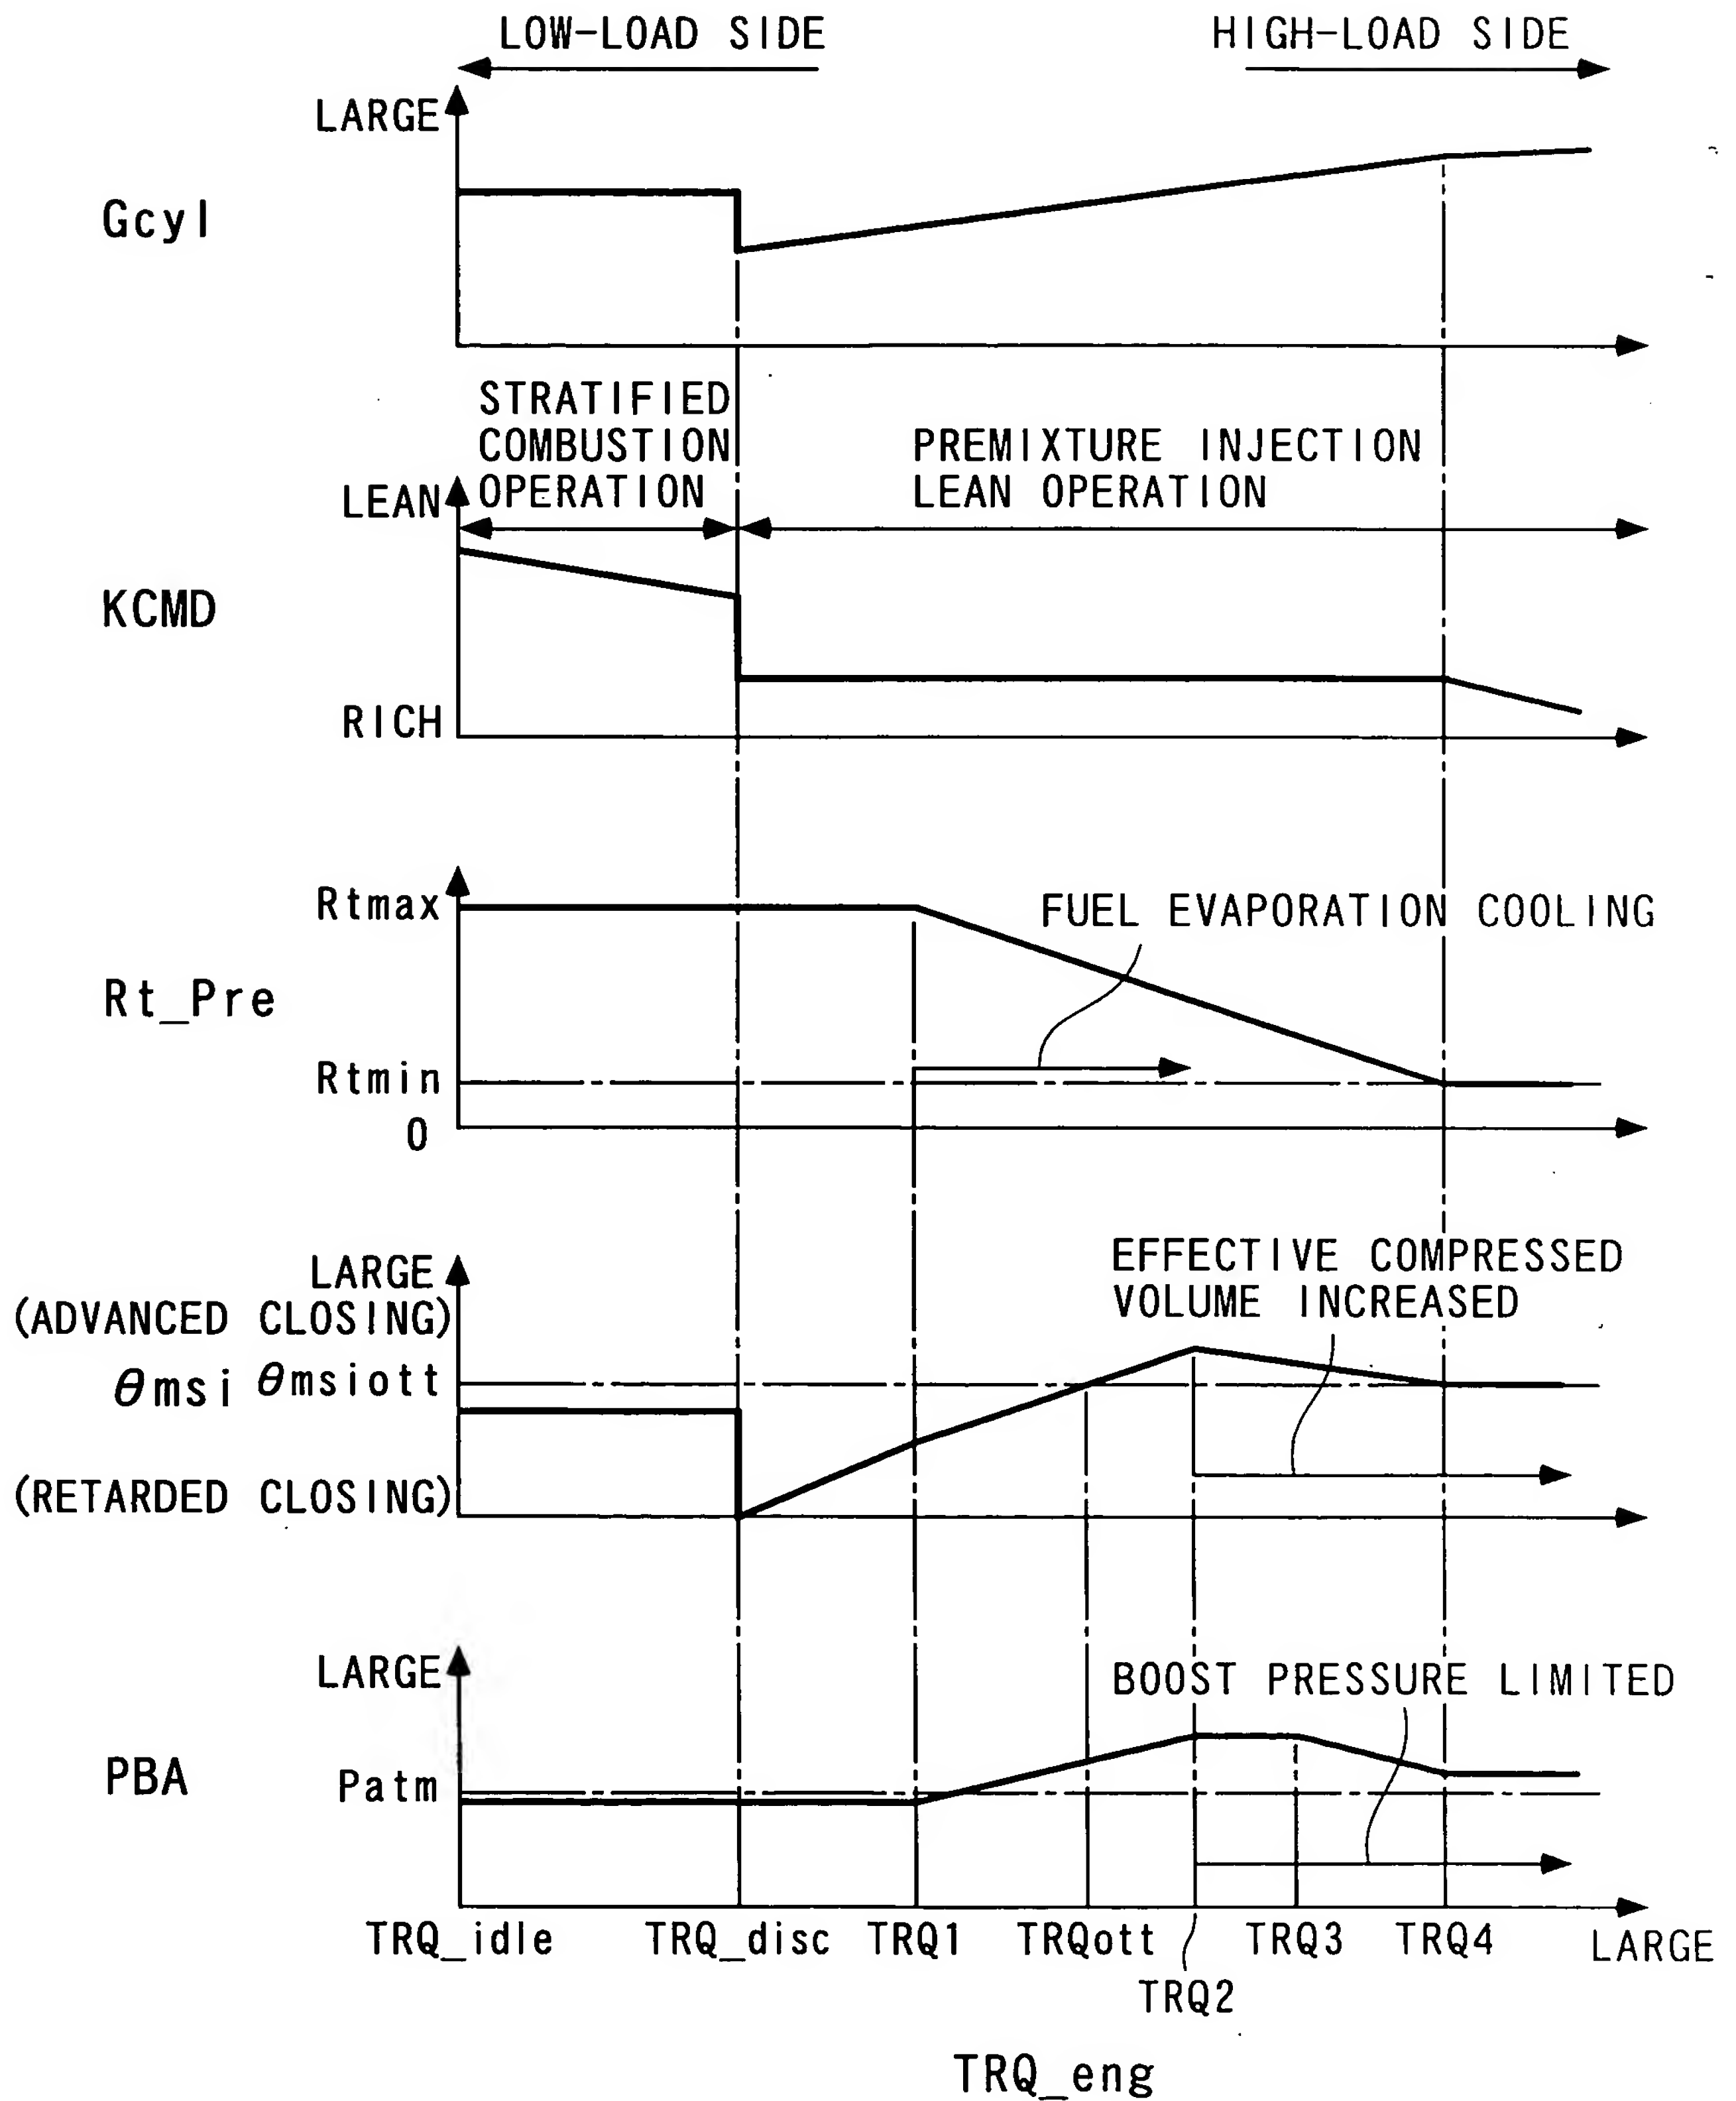 LOW-LOAD SIDE
HIGH-LOAD SIDE
LARGE
Gcyl
STRATIFIED
COMBUSTION
OPERATION
PREMIXTURE INJECTION
LEAN OPERATION
LEAN
KCMD
RICH
Rtmax
FUEL EVAPORATION COOLING
Rt_Pre
Rtmin
0
EFFECTIVE COMPRESSED
VOLUME INCREASED
LARGE
(ADVANCED CLOSING)
θmsi θmsiott
(RETARDED CLOSING)
LARGE
BOOST PRESSURE LIMITED
PBA
Patm
TRQ_idle TRQ_disc TRQ1 TRQott TRQ3 TRQ4 LARGE
TRQ2
TRQ_eng